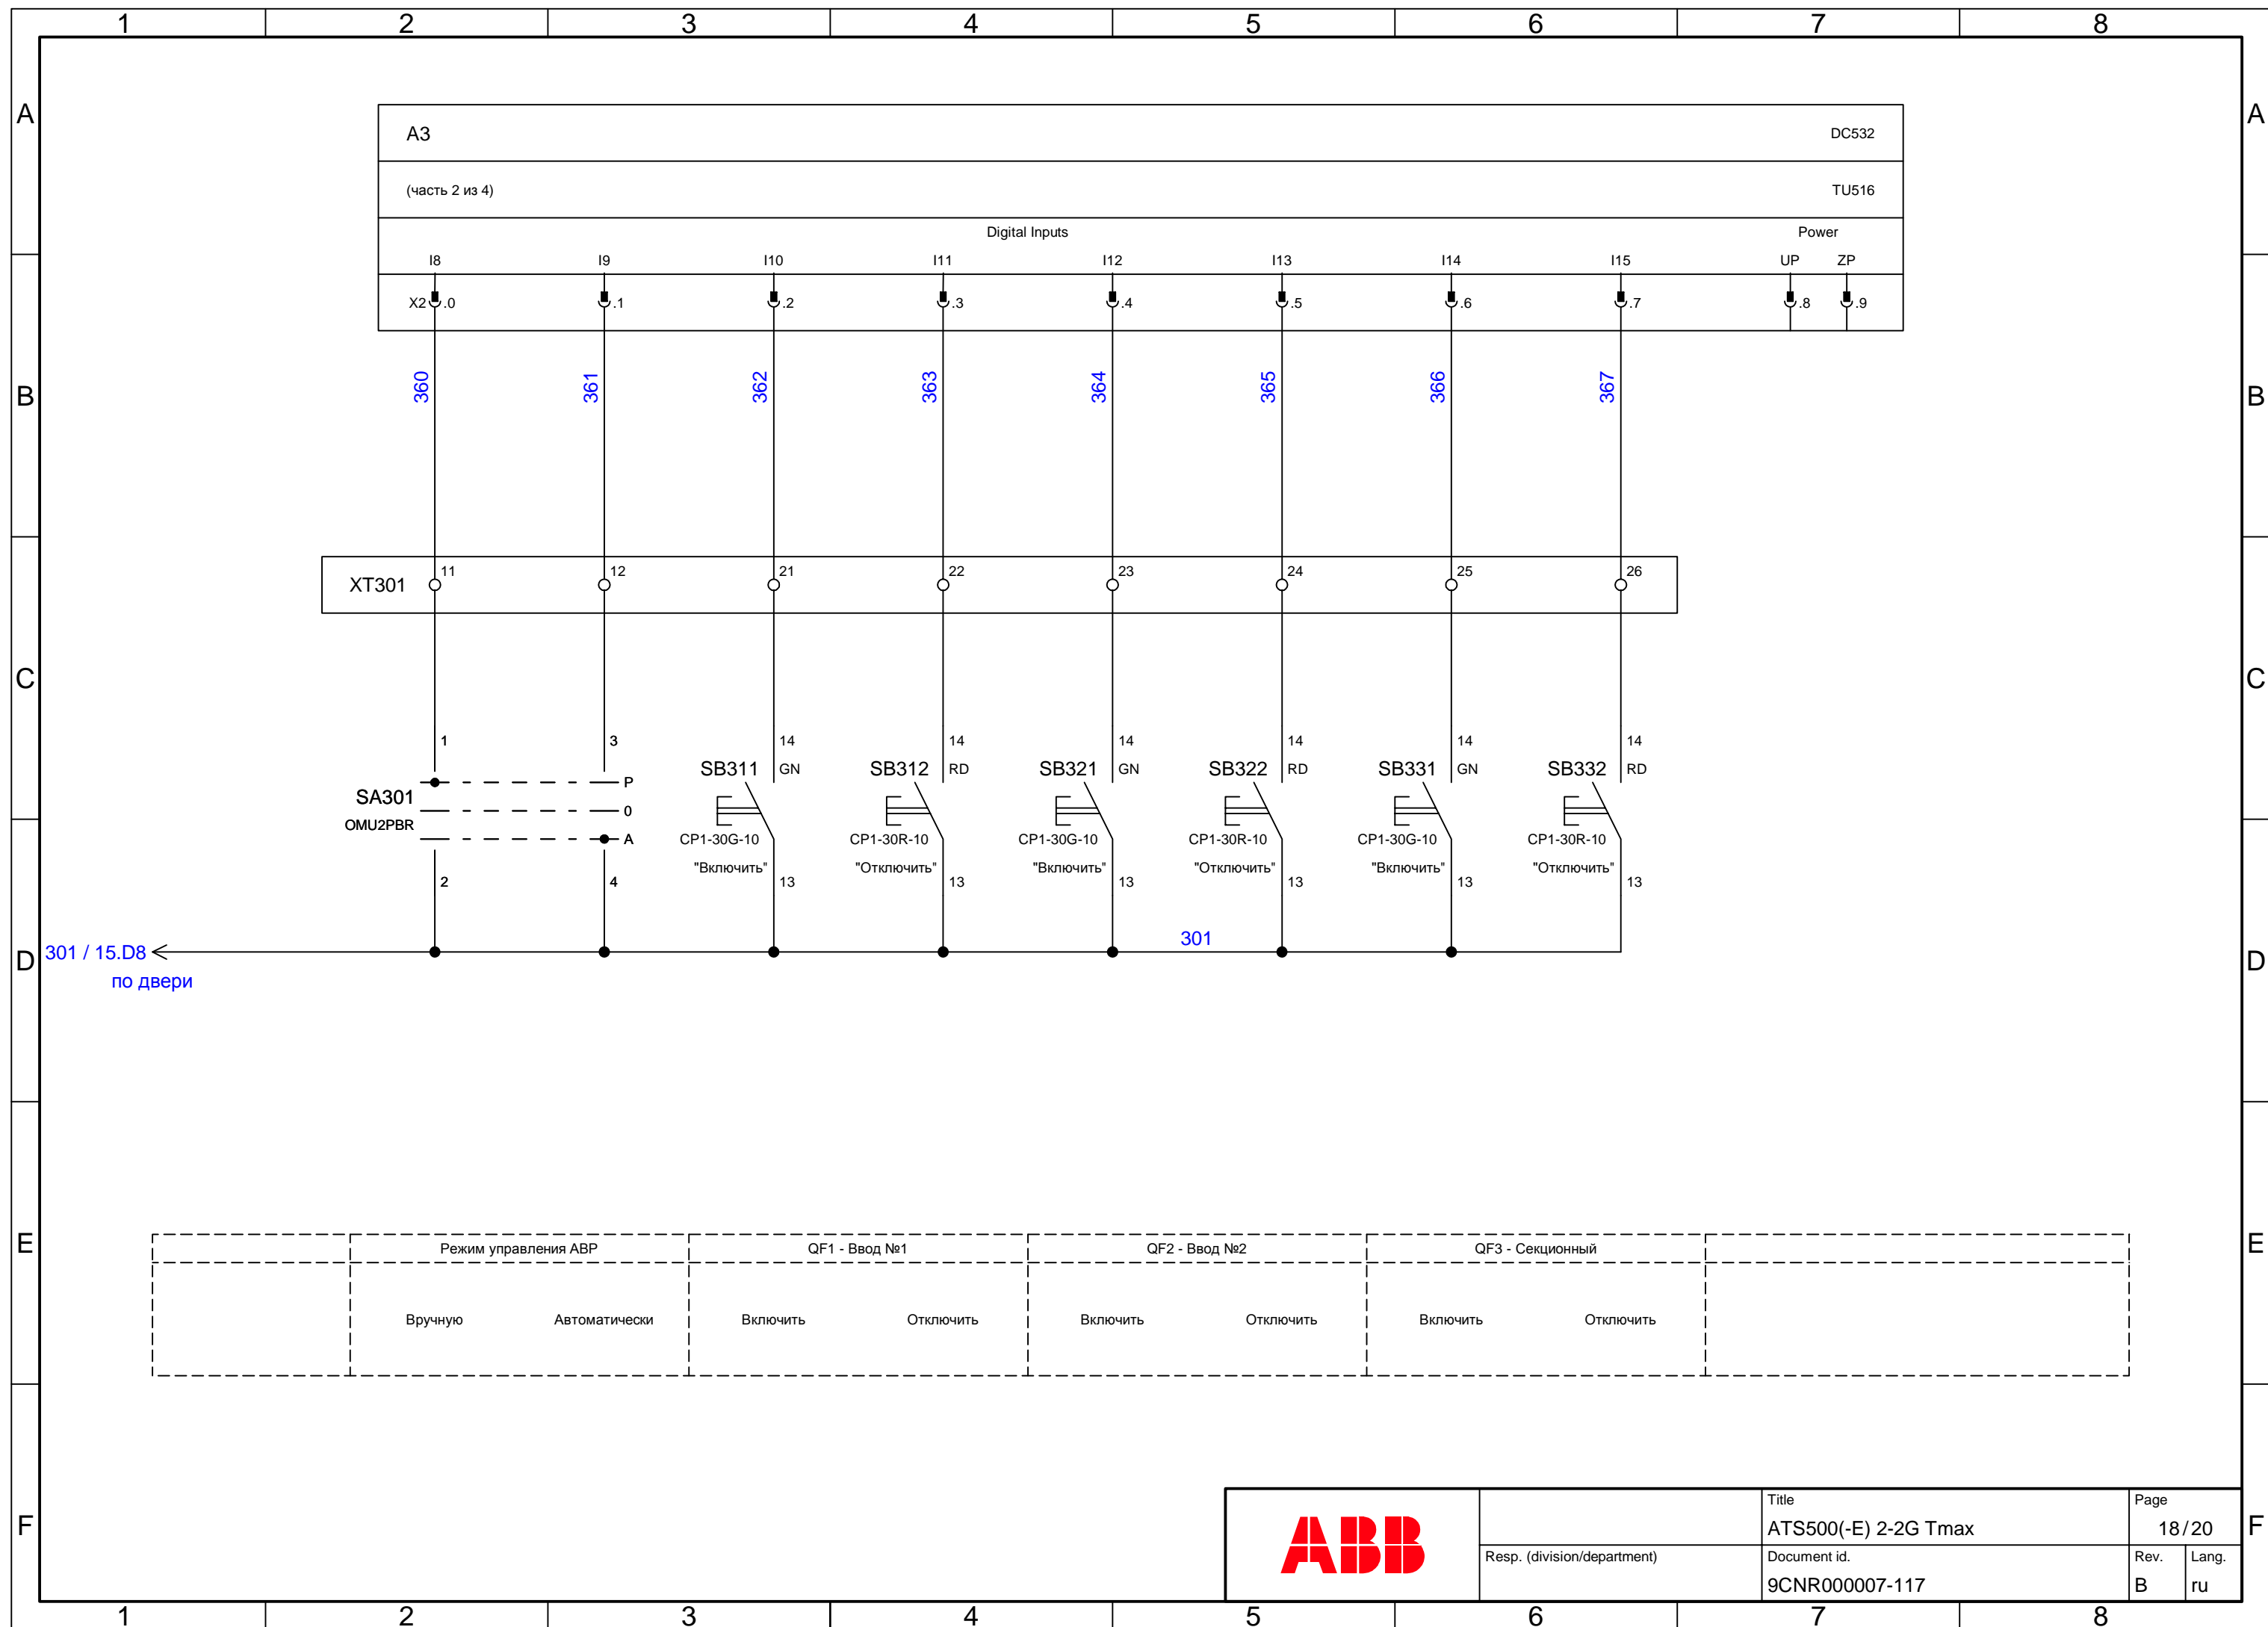 1 2 3 4 5 6 7 8
A A
A3 DC532
(часть 2 из 4) TU516
Digital Inputs Power
I8 I9 I10 I11 I12 I13 I14 I15 UP ZP
X2 .0 .1 .2 .3 .4 .5 .6 .7 .8 .9
360 361 362 363 364 365 366 367
B B
XT301 11 12 21 22 23 24 25 26
C C
1 3 14 14 14 14 14 14
SB311 GN SB312 RD SB321 GN SB322 RD SB331 GN SB332 RD
P
SA301
0
OMU2PBR
A
CP1-30G-10 CP1-30R-10 CP1-30G-10 CP1-30R-10 CP1-30G-10 CP1-30R-10
"Включить" "Отключить" "Включить" "Отключить" "Включить" "Отключить"
2 4 13 13 13 13 13 13
301
301 / 15.D8
D D
по двери
E E
Режим управления АВР QF1 - Ввод №1 QF2 - Ввод №2 QF3 - Секционный
Вручную Автоматически Включить Отключить Включить Отключить Включить Отключить
F F
ABB
Title
ATS500(-E) 2-2G Tmax
Page
18/20
Resp. (division/department)
Document id.
9CNR000007-117
Rev.
B
Lang.
ru
1 2 3 4 5 6 7 8